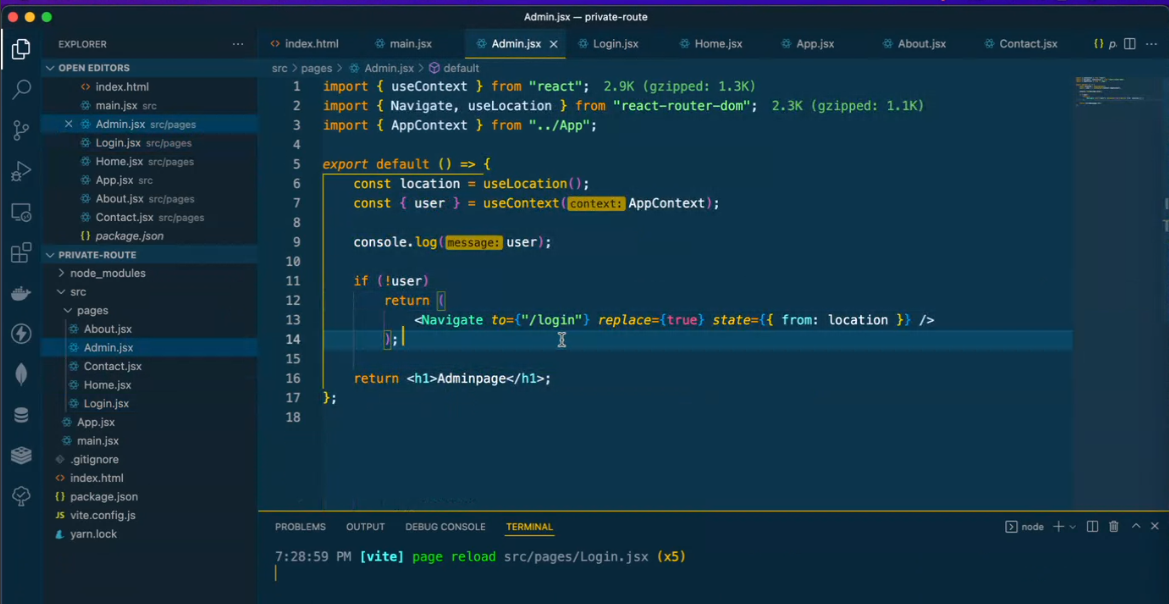 Admin.jsx — private-route
EXPLORER ···
index.html main.jsx Admin.jsx × Login.jsx Home.jsx App.jsx About.jsx Contact.jsx {} p. ···
OPEN EDITORS
index.html
main.jsx src
× Admin.jsx src/pages
Login.jsx src/pages
Home.jsx src/pages
App.jsx src
About.jsx src/pages
Contact.jsx src/pages
{} package.json
PRIVATE-ROUTE
node_modules
src
pages
About.jsx
Admin.jsx
Contact.jsx
Home.jsx
Login.jsx
App.jsx
main.jsx
.gitignore
index.html
{} package.json
JS vite.config.js
yarn.lock
src > pages > Admin.jsx > default
1 import { useContext } from "react"; 2.9K (gzipped: 1.3K)
2 import { Navigate, useLocation } from "react-router-dom"; 2.3K (gzipped: 1.1K)
3 import { AppContext } from "../App";
4
5 export default () => {
6 const location = useLocation();
7 const { user } = useContext(context: AppContext);
8
9 console.log(message: user);
10
11 if (!user)
12 return (
13 <Navigate to={"/login"} replace={true} state={{ from: location }} />
14 );
15
16 return <h1>Adminpage</h1>;
17 };
18
PROBLEMS OUTPUT DEBUG CONSOLE TERMINAL node
7:28:59 PM [vite] page reload src/pages/Login.jsx (x5)